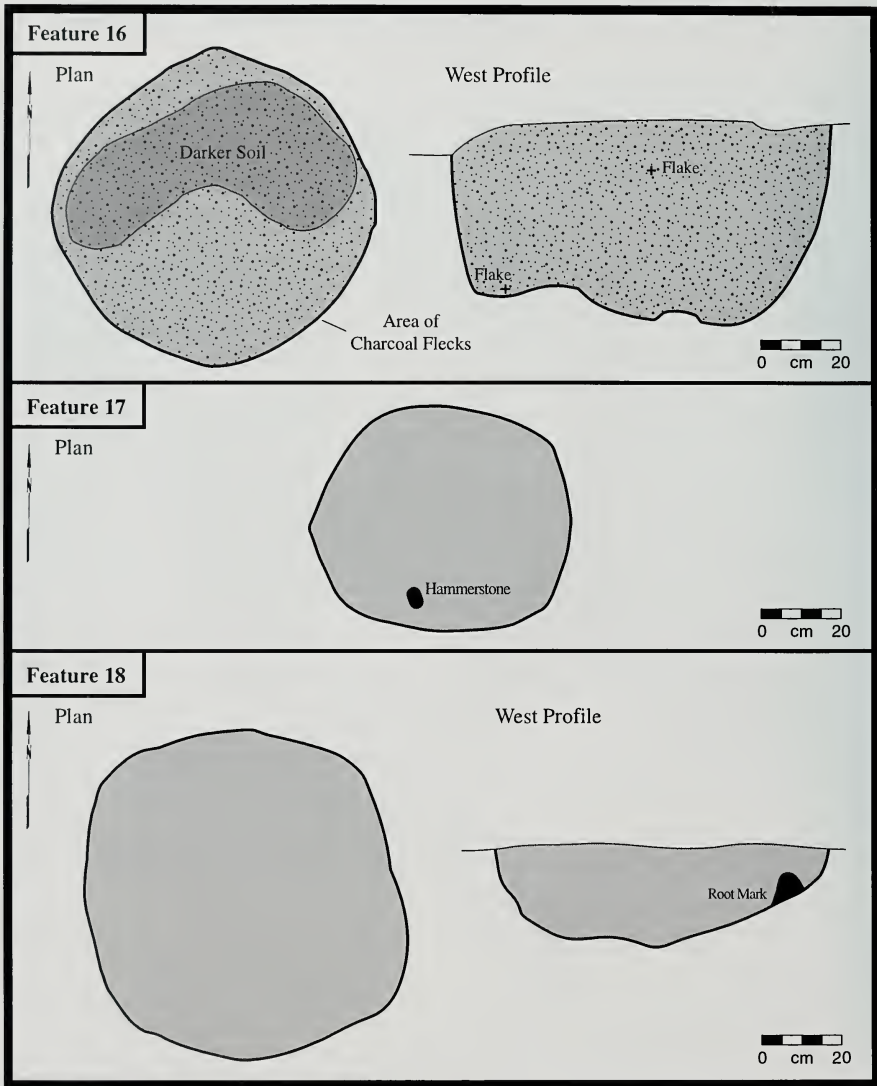 Feature 16
Plan
N
West Profile
Darker Soil
Flake
Flake
Area of
Charcoal Flecks
0 cm 20
Feature 17
Plan
N
Hammerstone
0 cm 20
Feature 18
Plan
N
West Profile
Root Mark
0 cm 20